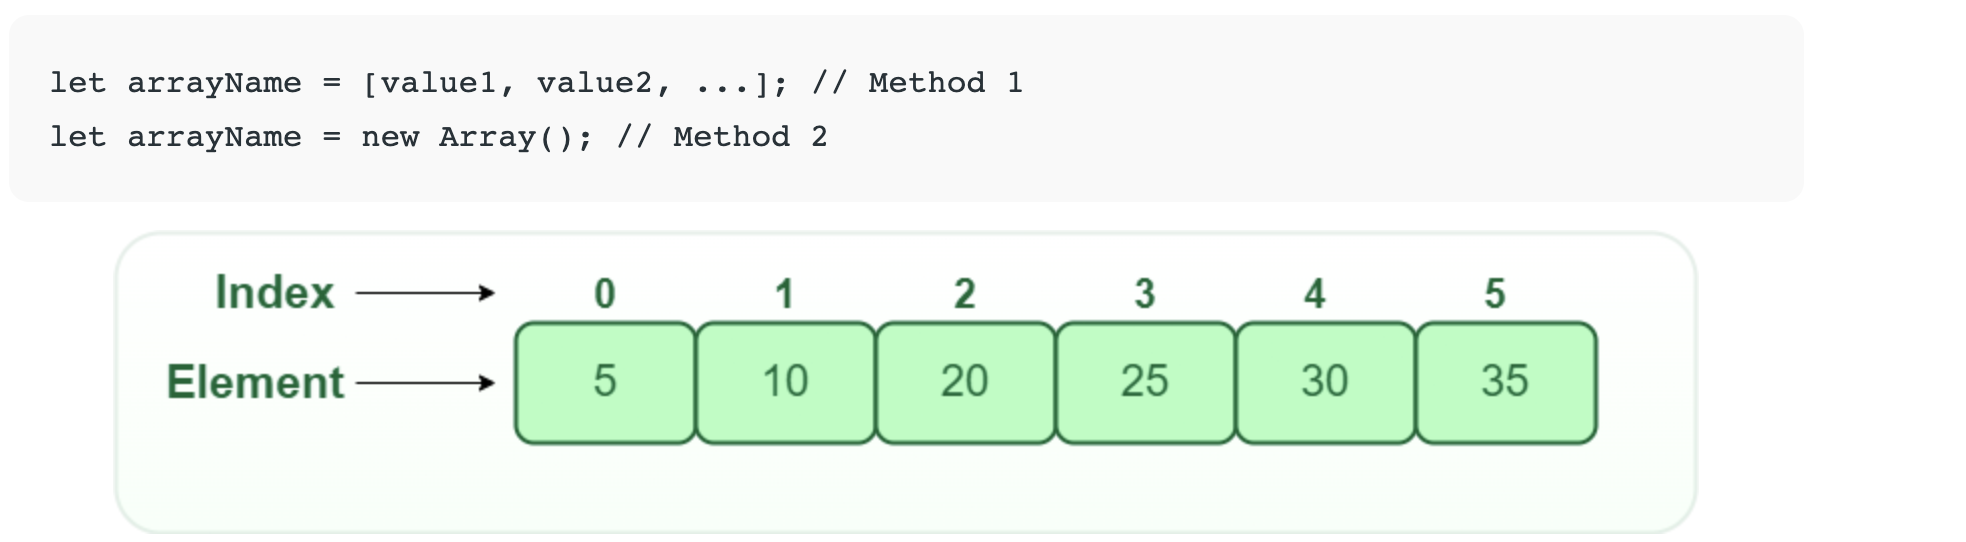 let arrayName = [value1, value2, ...]; // Method 1
let arrayName = new Array(); // Method 2
Index 0 1 2 3 4 5
Element 5 10 20 25 30 35